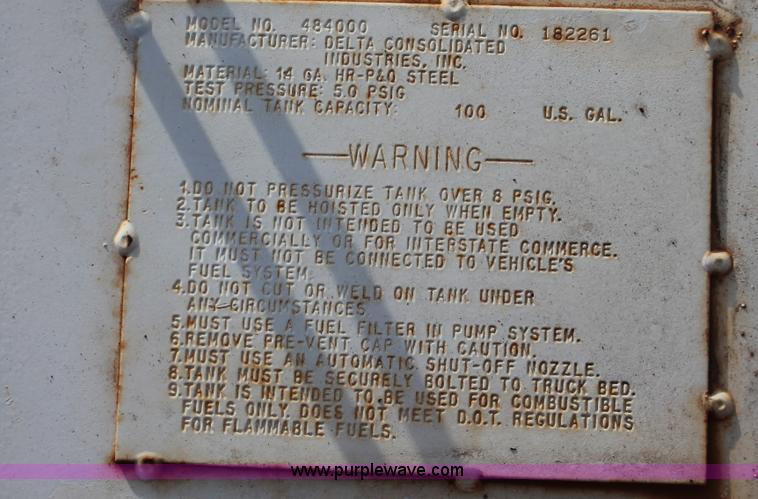 MODEL NO. 484000 SERIAL NO. 182261
MANUFACTURER: DELTA CONSOLIDATED
INDUSTRIES, INC.
MATERIAL: 14 GA. HR-P&O STEEL
TEST PRESSURE: 5.0 PSIG
NOMINAL TANK CAPACITY: 100 U.S. GAL.
—WARNING—
1.DO NOT PRESSURIZE TANK OVER 8 PSIG.
2.TANK TO BE HOISTED ONLY WHEN EMPTY.
3.TANK IS NOT INTENDED TO BE USED
COMMERCIALLY OR FOR INTERSTATE COMMERCE.
IT MUST NOT BE CONNECTED TO VEHICLE'S
FUEL SYSTEM.
4.DO NOT CUT OR WELD ON TANK UNDER
ANY CIRCUMSTANCES
5.MUST USE A FUEL FILTER IN PUMP SYSTEM.
6.REMOVE PRE-VENT CAP WITH CAUTION.
7.MUST USE AN AUTOMATIC SHUT-OFF NOZZLE.
8.TANK MUST BE SECURELY BOLTED TO TRUCK BED.
9.TANK IS INTENDED TO BE USED FOR COMBUSTIBLE
FUELS ONLY. DOES NOT MEET D.O.T. REGULATIONS
FOR FLAMMABLE FUELS.
www.purplewave.com